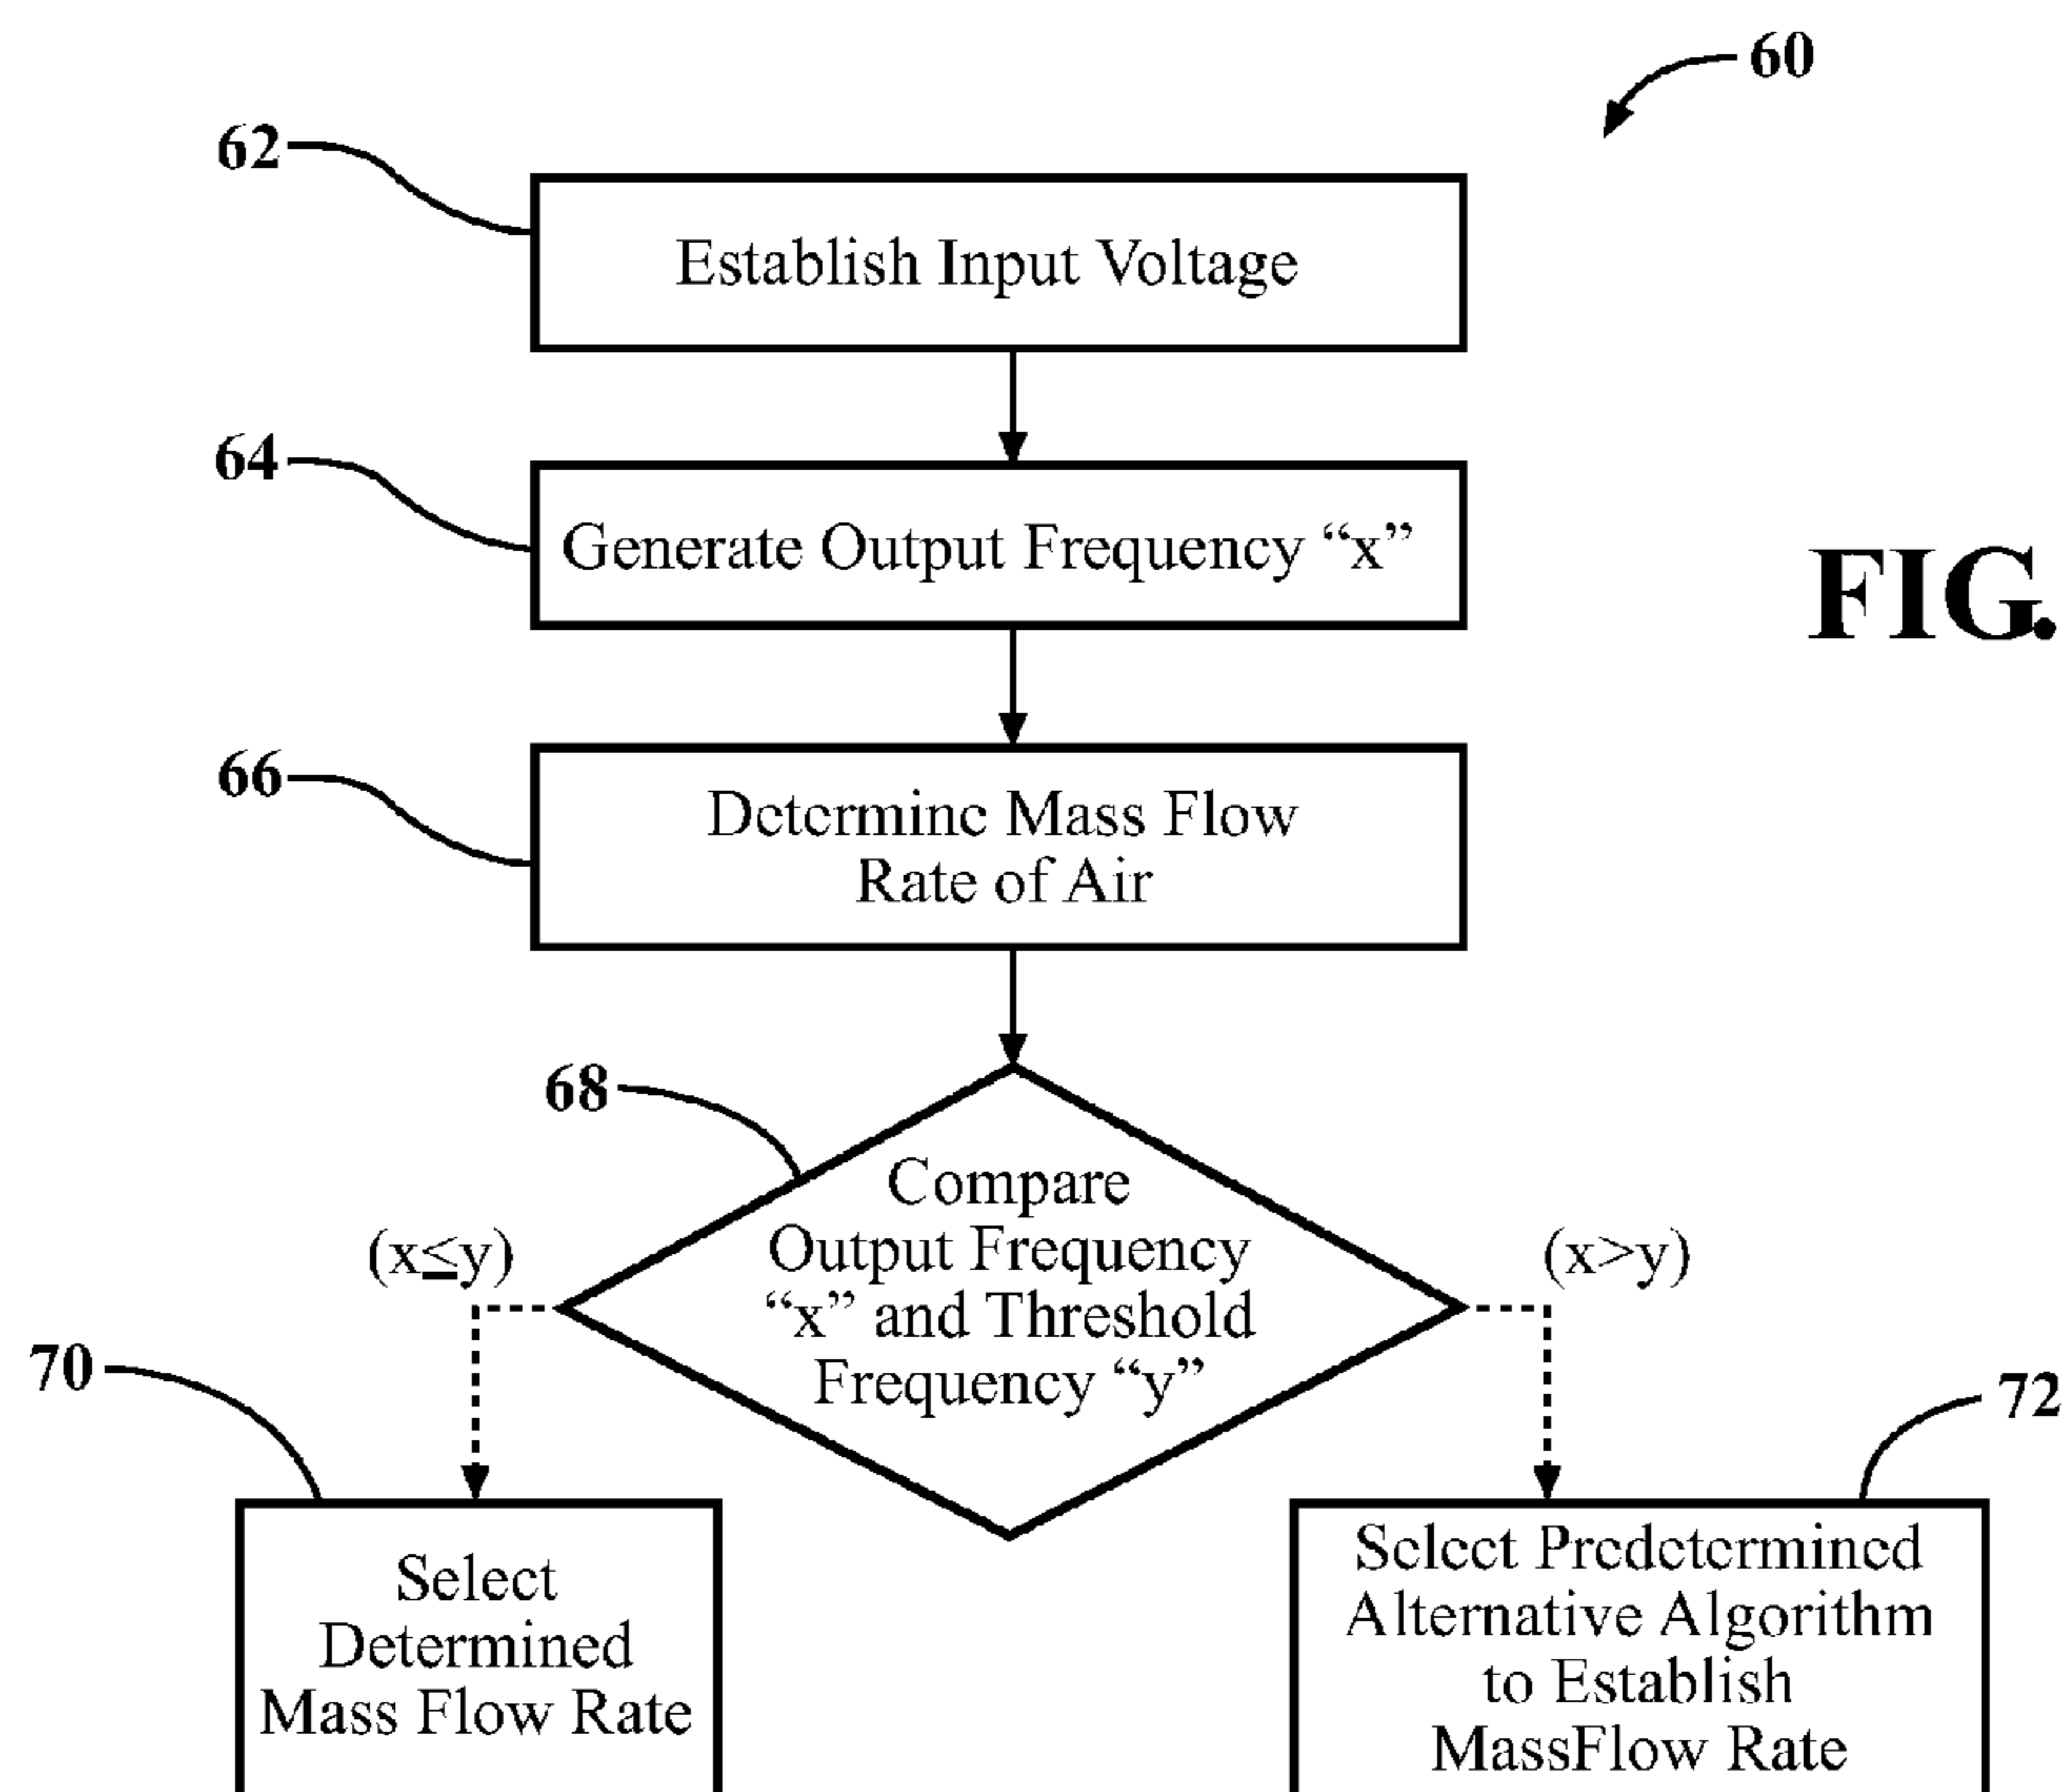 60
62
Establish Input Voltage
64
Generate Output Frequency “x”
FIG.
66
Determine Mass Flow
Rate of Air
68
Compare
Output Frequency
“x” and Threshold
Frequency “y”
(x≤y)
(x>y)
70
72
Select
Determined
Mass Flow Rate
Select Predetermined
Alternative Algorithm
to Establish
MassFlow Rate